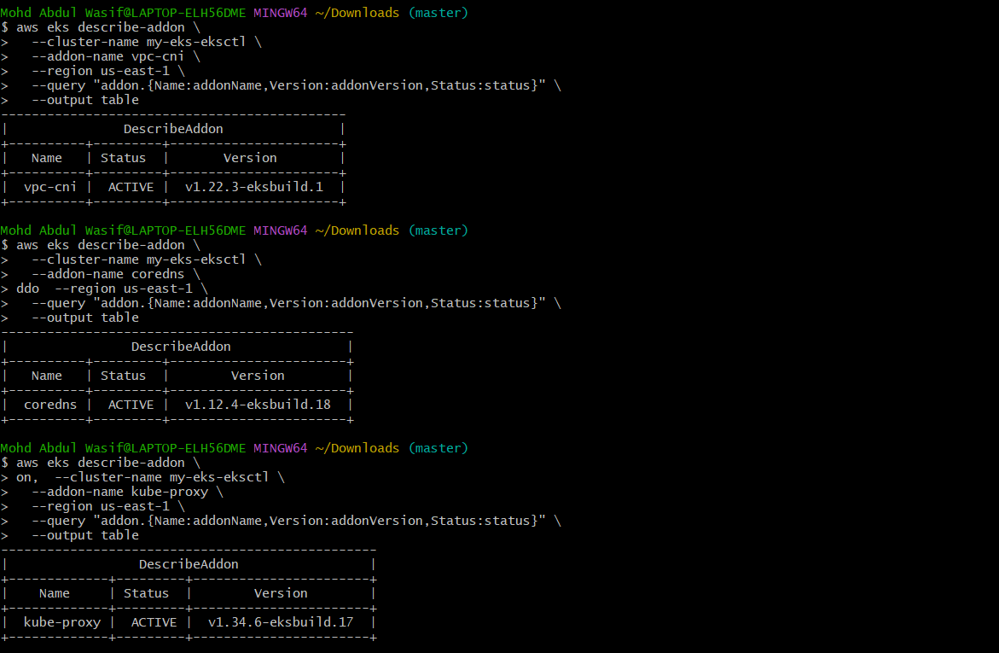 Mohd Abdul Wasif@LAPTOP-ELH56DME MINGW64 ~/Downloads (master)
$ aws eks describe-addon \
>   --cluster-name my-eks-eksctl \
>   --addon-name vpc-cni \
>   --region us-east-1 \
>   --query "addon.{Name:addonName,Version:addonVersion,Status:status}" \
>   --output table
---------------------------------------------
|               DescribeAddon               |
+----------+---------+----------------------+
|   Name   | Status  |       Version        |
+----------+---------+----------------------+
|  vpc-cni |  ACTIVE |  v1.22.3-eksbuild.1  |
+----------+---------+----------------------+
Mohd Abdul Wasif@LAPTOP-ELH56DME MINGW64 ~/Downloads (master)
$ aws eks describe-addon \
>   --cluster-name my-eks-eksctl \
>   --addon-name coredns \
> ddo  --region us-east-1 \
>   --query "addon.{Name:addonName,Version:addonVersion,Status:status}" \
>   --output table
----------------------------------------------
|                DescribeAddon               |
+----------+---------+-----------------------+
|   Name   | Status  |        Version        |
+----------+---------+-----------------------+
|  coredns |  ACTIVE |  v1.12.4-eksbuild.18  |
+----------+---------+-----------------------+
Mohd Abdul Wasif@LAPTOP-ELH56DME MINGW64 ~/Downloads (master)
$ aws eks describe-addon \
> on,  --cluster-name my-eks-eksctl \
>   --addon-name kube-proxy \
>   --region us-east-1 \
>   --query "addon.{Name:addonName,Version:addonVersion,Status:status}" \
>   --output table
-------------------------------------------------
|                 DescribeAddon                 |
+-------------+---------+-----------------------+
|    Name     | Status  |        Version        |
+-------------+---------+-----------------------+
|  kube-proxy |  ACTIVE |  v1.34.6-eksbuild.17  |
+-------------+---------+-----------------------+